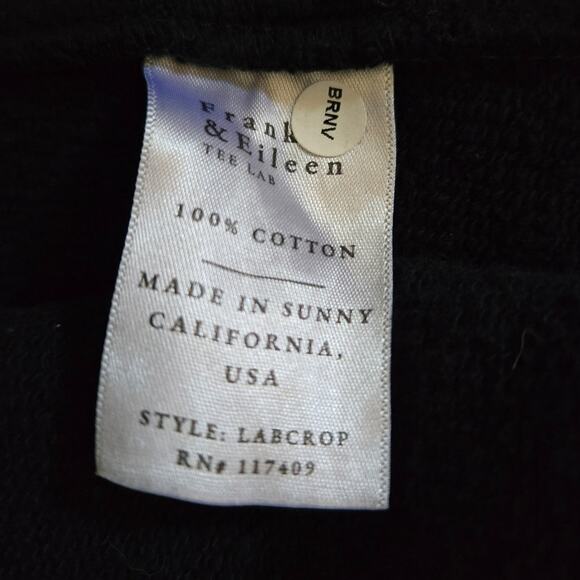 Frank
& Eileen
TEE LAB
BRNV
100% COTTON
MADE IN SUNNY
CALIFORNIA,
USA
STYLE: LABCROP
RN# 117409